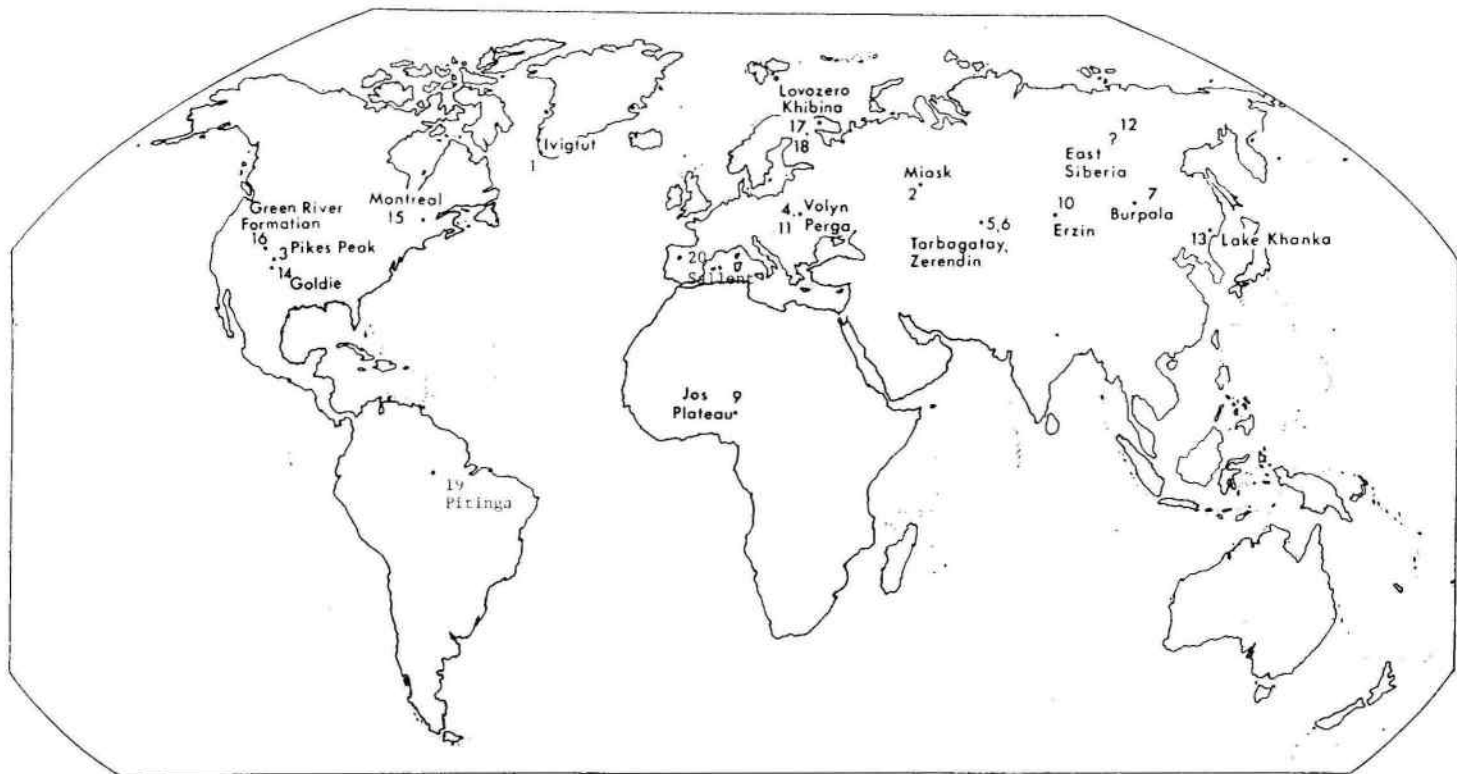 Lovozero
Khibina
17
18
12
?
East
Siberia
Ivigtut
1
Miask
2
Montreal
15
Green River
Formation
16
3 Pikes Peak
14
Goldie
4
Volyn
11
Perga
5,6
Tarbagatay,
Zerendin
10
Erzin
7
Burpala
13
Lake Khanka
20
Sallent
Jos 9
Plateau
19
Pitinga